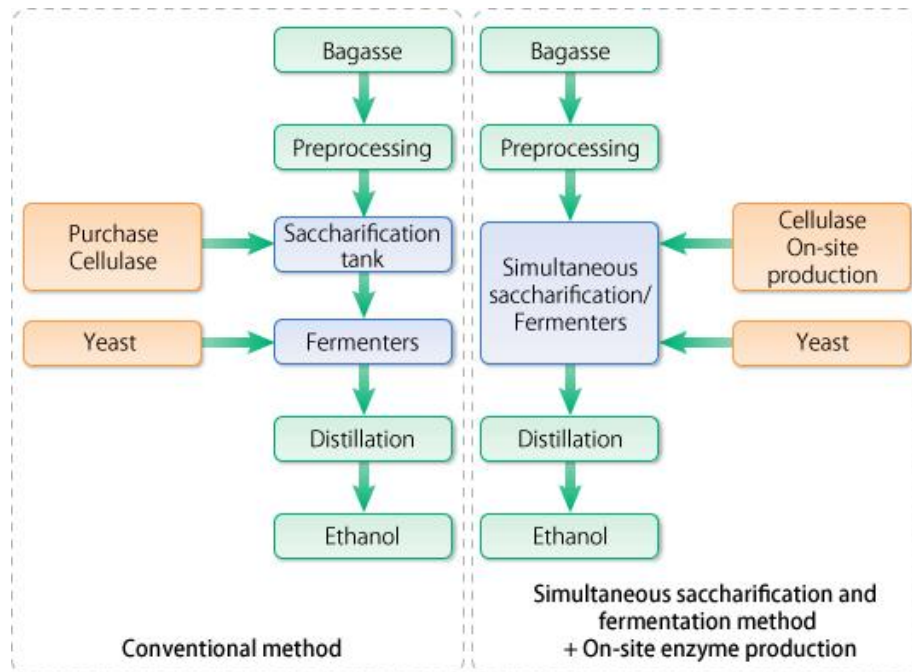 Bagasse
Preprocessing
Purchase
Cellulase
Saccharification
tank
Yeast
Fermenters
Distillation
Ethanol
Conventional method
Bagasse
Preprocessing
Simultaneous
saccharification/
Fermenters
Cellulase
On-site
production
Yeast
Distillation
Ethanol
Simultaneous saccharification and
fermentation method
+ On-site enzyme production